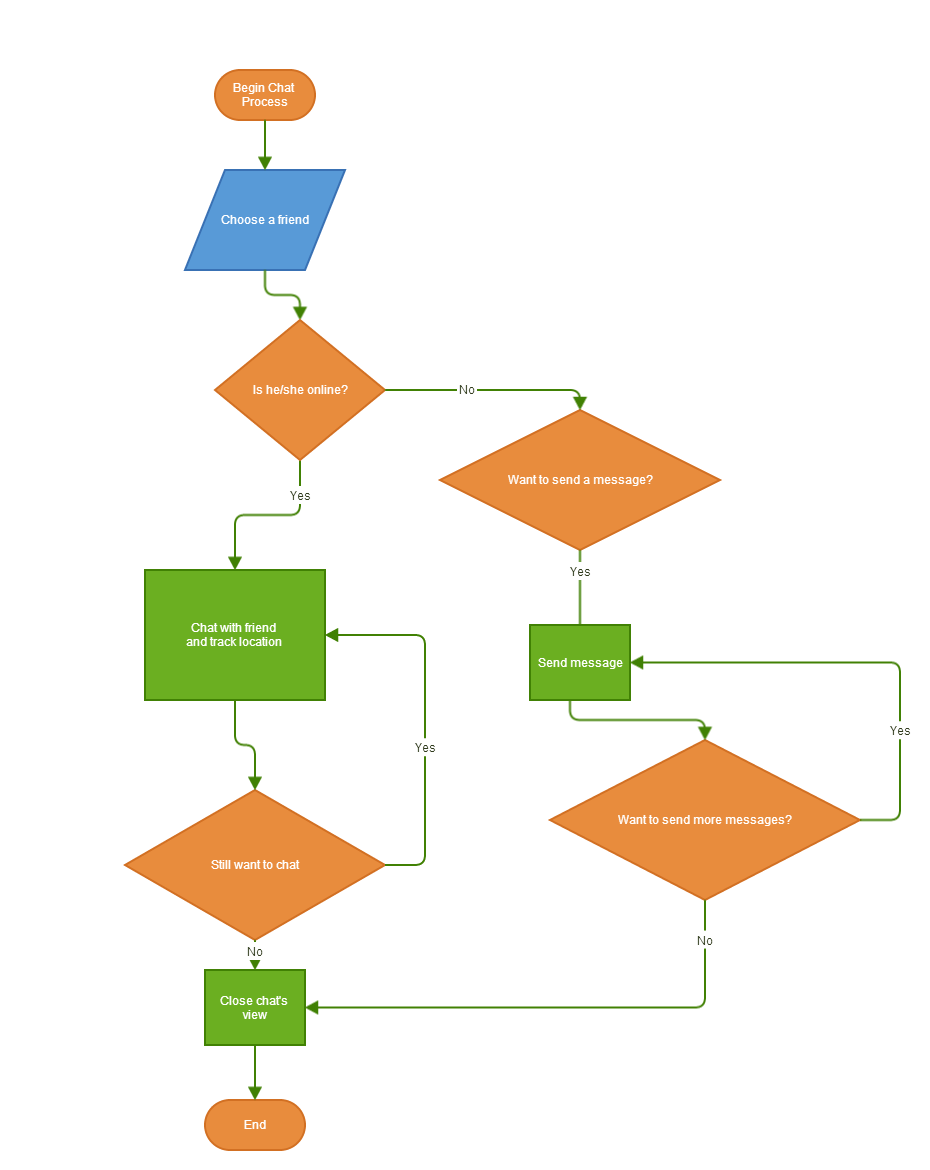 Begin Chat
Process
Choose a friend
Is he/she online?
No
Want to send a message?
Yes
Yes
Chat with friend
and track location
Send message
Yes
Yes
Want to send more messages?
Still want to chat
No
No
Close chat's
view
End